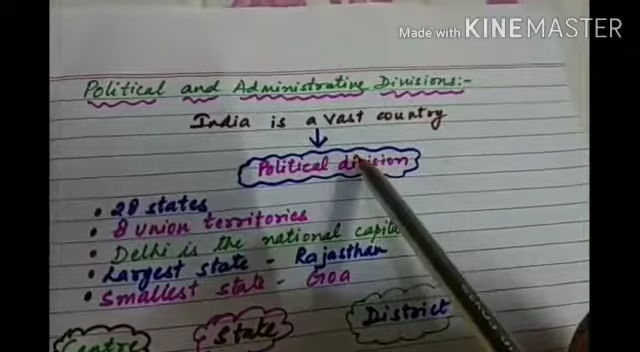 Made with KINEMASTER
Political and Administrative Divisions:-
India is a vast country
Political division
• 28 states
• 8 union territories
• Delhi is the national capital
• Largest state - Rajasthan
• Smallest state - Goa
Centre State District